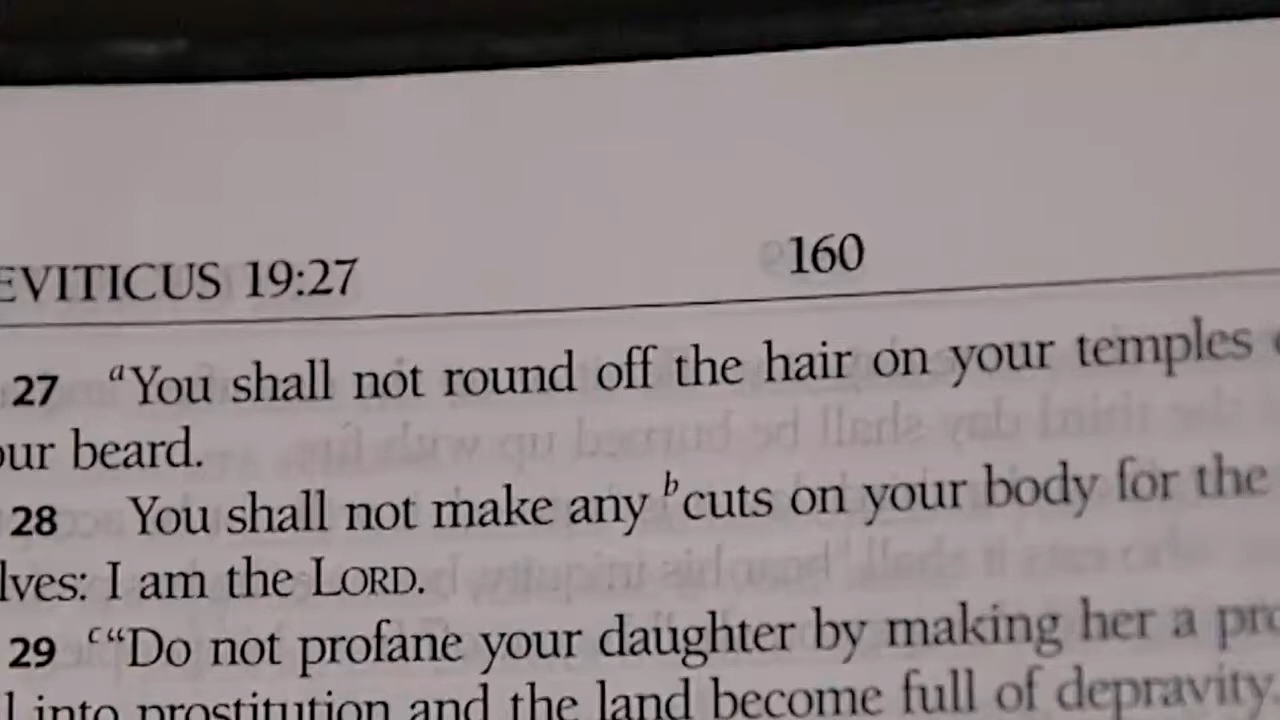 EVITICUS 19:27 160
27 a“You shall not round off the hair on your temples
our beard.
28 You shall not make any b cuts on your body for the
lves: I am the LORD.
29 c“Do not profane your daughter by making her a pro
l into prostitution and the land become full of depravity.